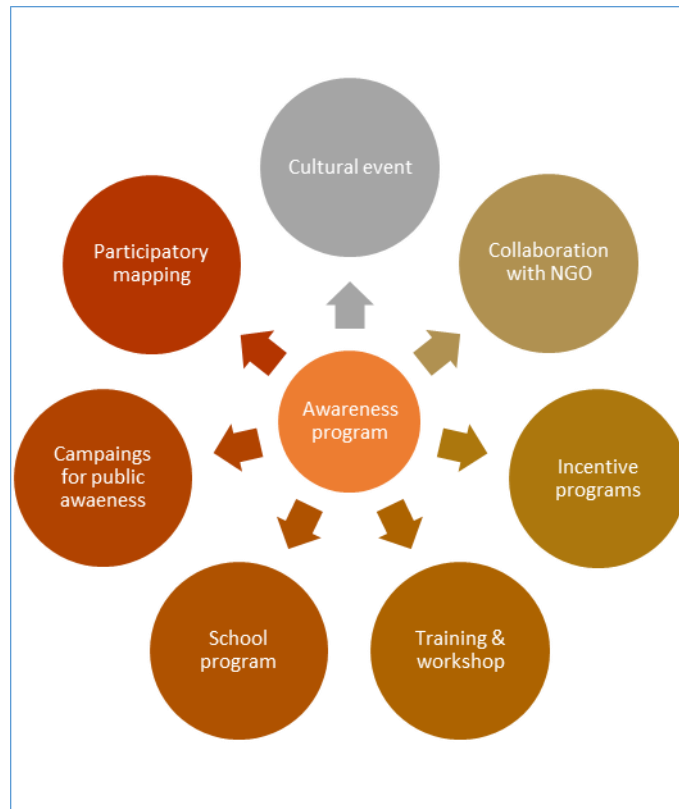 Cultural event
Collaboration
with NGO
Incentive
programs
Training &
workshop
School
program
Campaings
for public
awaeness
Participatory
mapping
Awareness
program